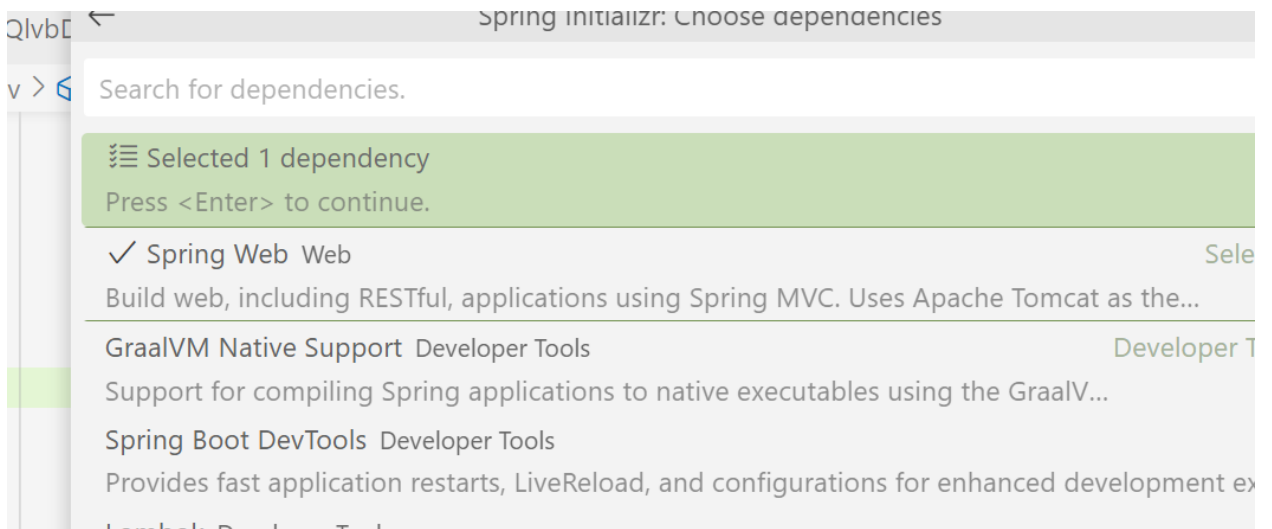 Spring Initializr: Choose dependencies
QlvbD
v >
Search for dependencies.
Selected 1 dependency
Press <Enter> to continue.
Spring Web Web Sele
Build web, including RESTful, applications using Spring MVC. Uses Apache Tomcat as the...
GraalVM Native Support Developer Tools Developer T
Support for compiling Spring applications to native executables using the GraalV...
Spring Boot DevTools Developer Tools
Provides fast application restarts, LiveReload, and configurations for enhanced development ex